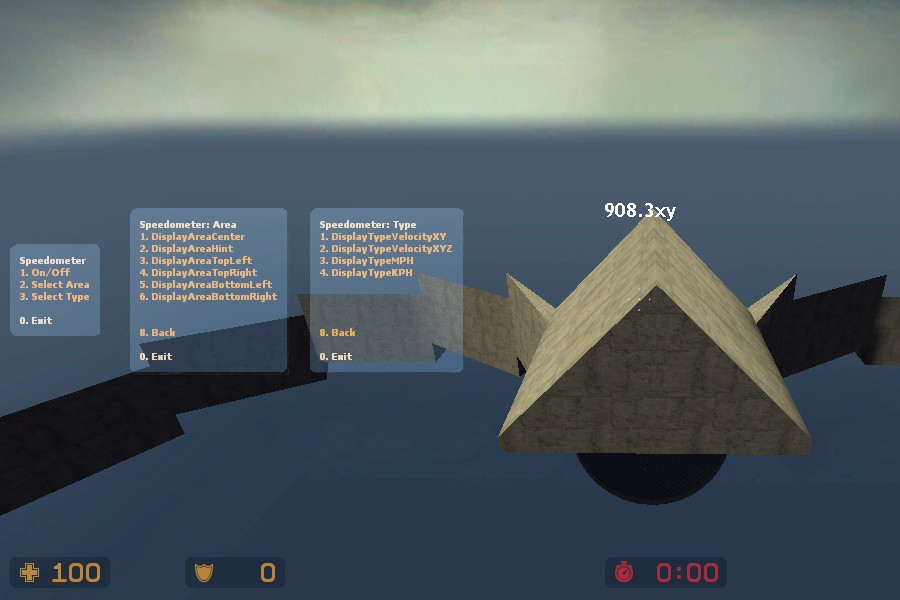 908.3xy
Speedometer
1. On/Off
2. Select Area
3. Select Type
0. Exit
Speedometer: Area
1. DisplayAreaCenter
2. DisplayAreaHint
3. DisplayAreaTopLeft
4. DisplayAreaTopRight
5. DisplayAreaBottomLeft
6. DisplayAreaBottomRight
8. Back
0. Exit
Speedometer: Type
1. DisplayTypeVelocityXY
2. DisplayTypeVelocityXYZ
3. DisplayTypeMPH
4. DisplayTypeKPH
8. Back
0. Exit
100
0
0:00